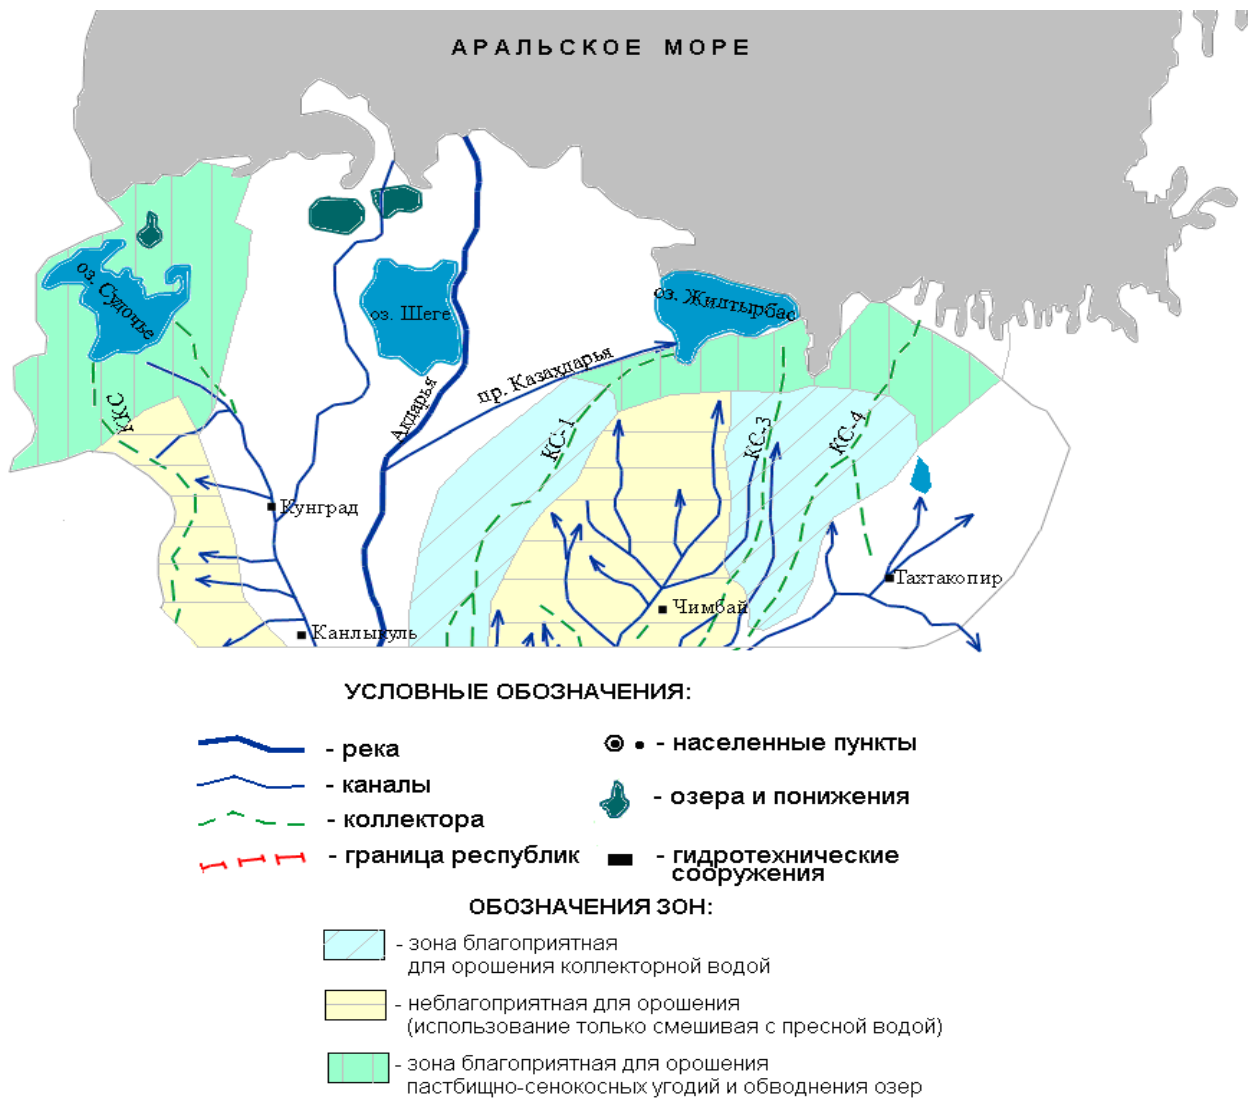 АРАЛЬСКОЕ МОРЕ
оз. Судочье
оз. Шеге
оз. Жилтырбас
пр. Казахдарья
Акдарья
ККС
КС-1
КС-3
КС-4
Кунград
Тахтакопир
Чимбай
Канлыкуль
УСЛОВНЫЕ ОБОЗНАЧЕНИЯ:
- река
- каналы
- коллектора
- граница республик
- населенные пункты
- озера и понижения
- гидротехнические
сооружения
ОБОЗНАЧЕНИЯ ЗОН:
- зона благоприятная
для орошения коллекторной водой
- неблагоприятная для орошения
(использование только смешивая с пресной водой)
- зона благоприятная для орошения
пастбищно-сенокосных угодий и обводнения озер